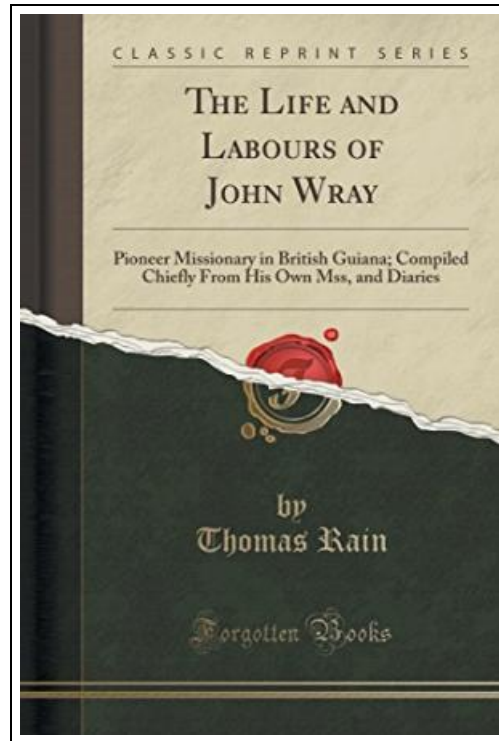 CLASSIC REPRINT SERIES
THE LIFE AND
LABOURS OF
JOHN WRAY
Pioneer Missionary in British Guiana; Compiled
Chiefly From His Own Mss, and Diaries
by
Thomas Rain
Forgotten Books